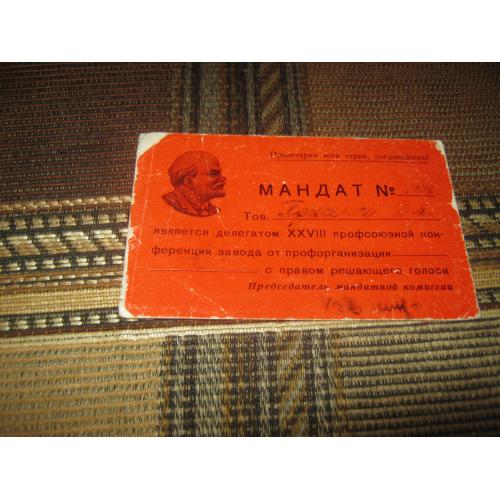 Пролетарии всех стран, соединяйтесь!
МАНДАТ №
Тов.
является делегатом XXVIII профсоюзной кон-
ференции завода от профорганизации
с правом решающего голоса
Председатель мандатной комиссии